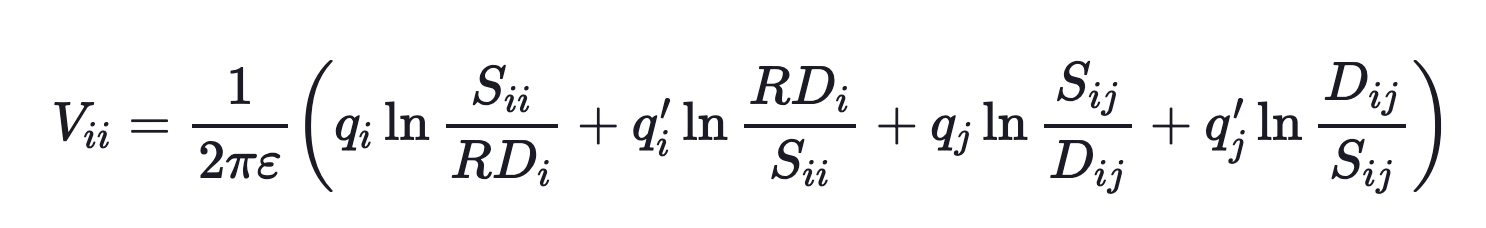 $V_{ii} = \frac{1}{2\pi\varepsilon}\left(q_i \ln \frac{S_{ii}}{RD_i} + q_i' \ln \frac{RD_i}{S_{ii}} + q_j \ln \frac{S_{ij}}{D_{ij}} + q_j' \ln \frac{D_{ij}}{S_{ij}}\right)$